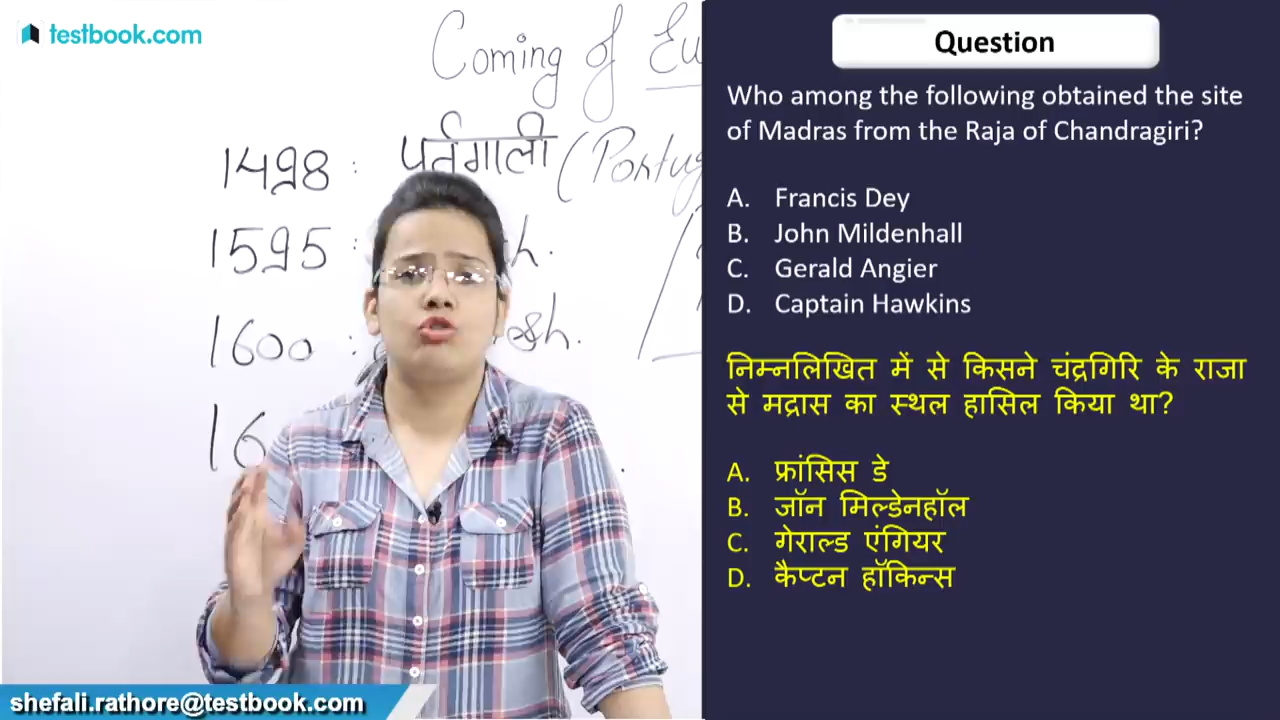 testbook.com
Coming of Eu
1498 : पुर्तगाली (Portug
1595 : h.
1600 : sh.
16
Question
Who among the following obtained the site
of Madras from the Raja of Chandragiri?
A. Francis Dey
B. John Mildenhall
C. Gerald Angier
D. Captain Hawkins
निम्नलिखित में से किसने चंद्रगिरि के राजा
से मद्रास का स्थल हासिल किया था?
A. फ्रांसिस डे
B. जॉन मिल्डेनहॉल
C. गेराल्ड एंगियर
D. कैप्टन हॉकिन्स
shefali.rathore@testbook.com